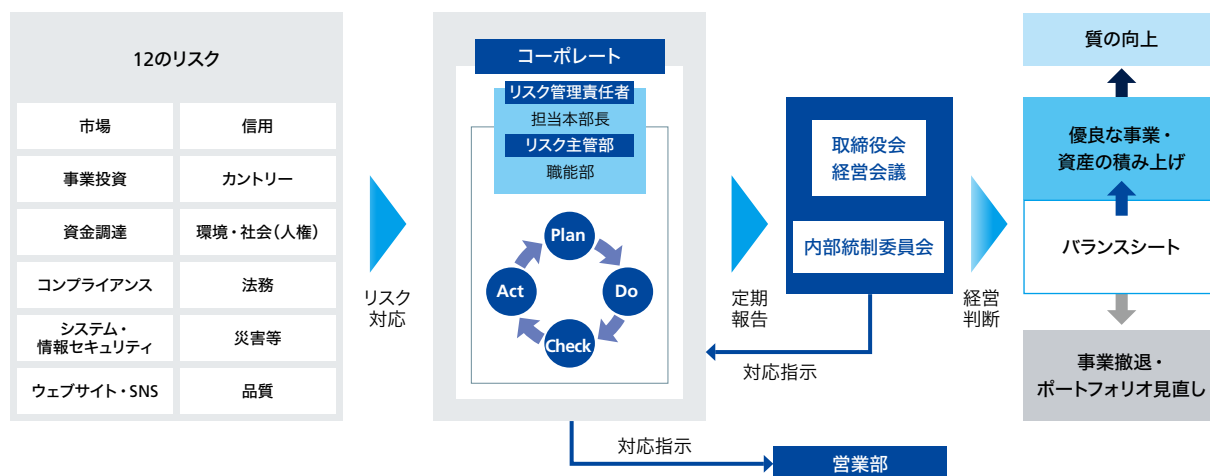 12のリスク
市場
信用
事業投資
カントリー
資金調達
環境・社会（人権）
コンプライアンス
法務
システム・
情報セキュリティ
災害等
ウェブサイト・SNS
品質
リスク
対応
コーポレート
リスク管理責任者
担当本部長
リスク主管部
職能部
Plan
Do
Check
Act
定期
報告
取締役会
経営会議
内部統制委員会
対応指示
対応指示
営業部
経営
判断
質の向上
優良な事業・
資産の積み上げ
バランスシート
事業撤退・
ポートフォリオ見直し